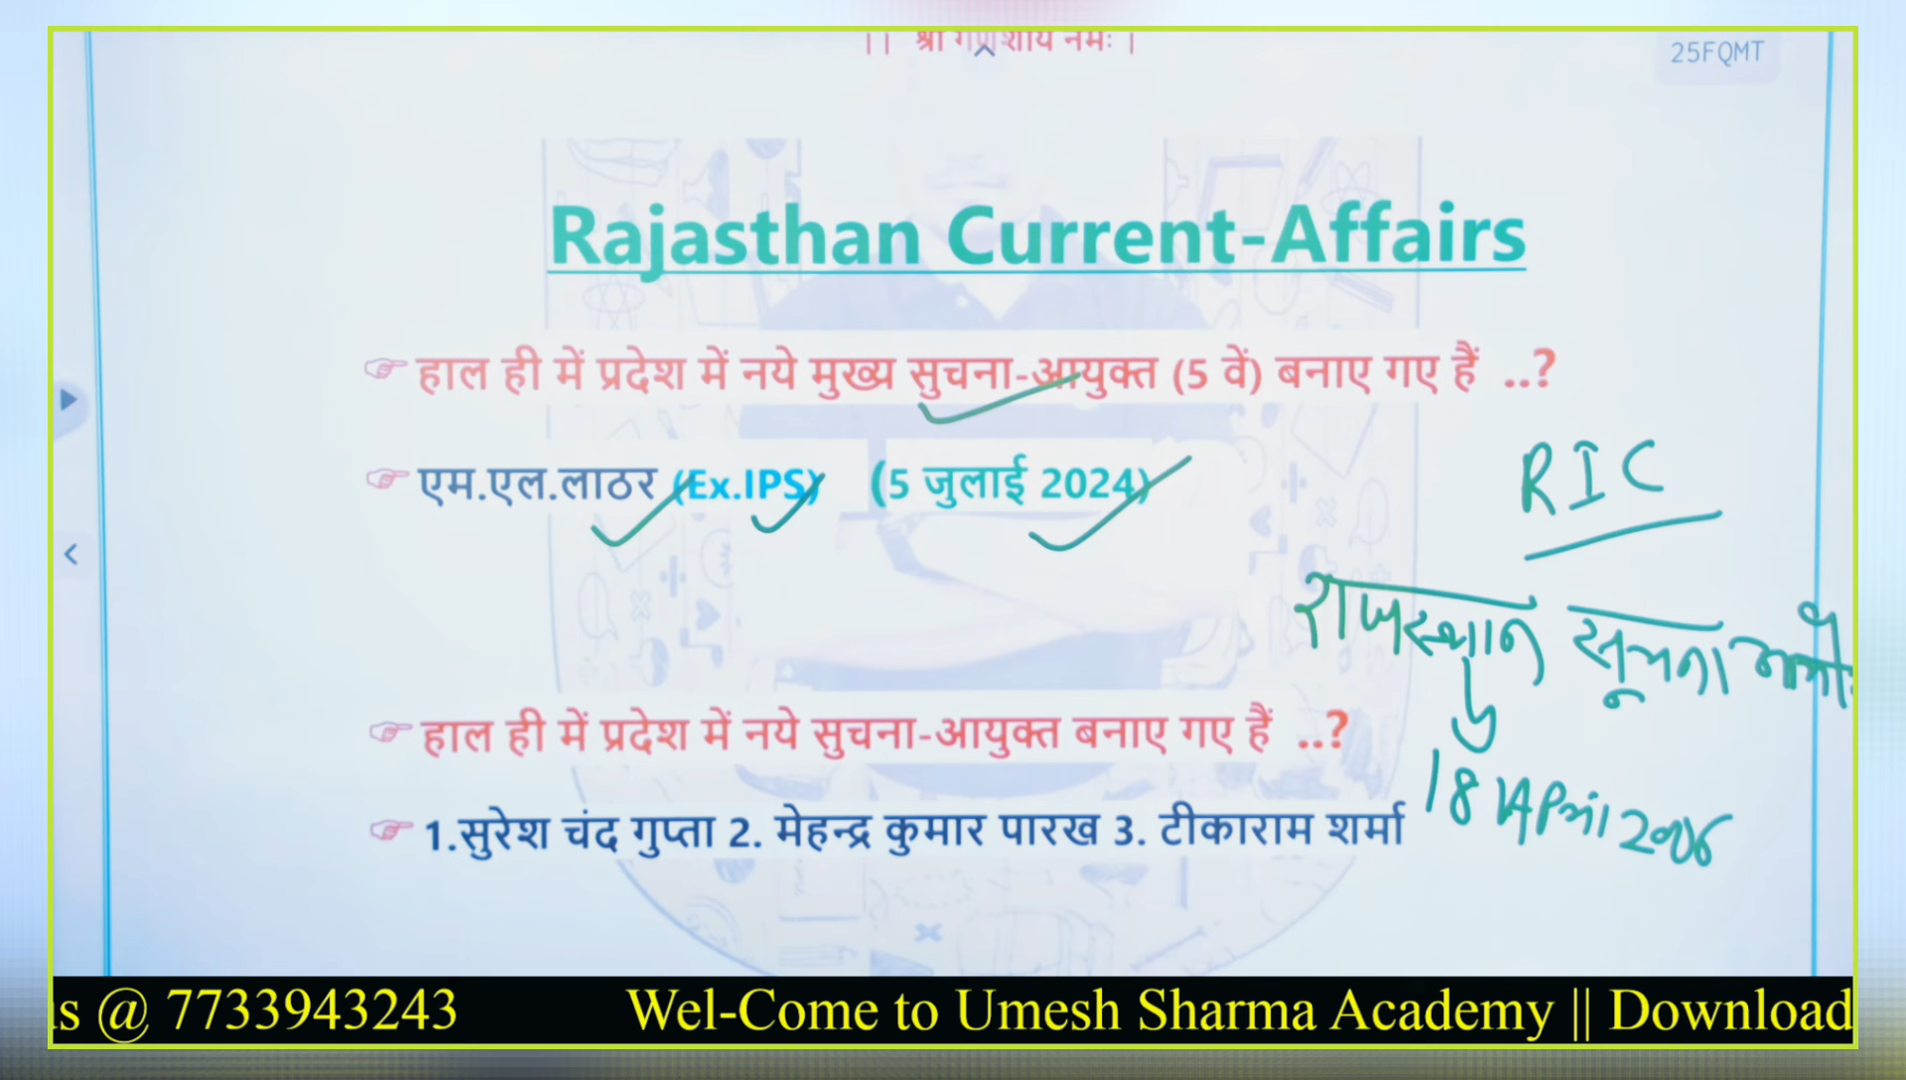 || श्री गणेशाय नमः |
25FQMT
Rajasthan Current-Affairs
हाल ही में प्रदेश में नये मुख्य सुचना-आयुक्त (5 वें) बनाए गए हैं ..?
एम.एल.लाठर (Ex.IPS) (5 जुलाई 2024)
RIC
राजस्थान सूचना
हाल ही में प्रदेश में नये सुचना-आयुक्त बनाए गए हैं ..?
1.सुरेश चंद गुप्ता 2. मेहन्द्र कुमार पारख 3. टीकाराम शर्मा
18 April 2006
s @ 7733943243 Wel-Come to Umesh Sharma Academy || Download